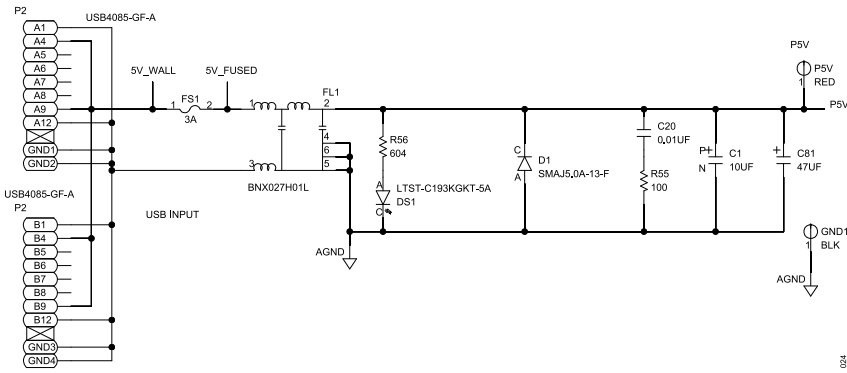 P2
USB4085-GF-A
A1
A4
A5
A6
A7
A8
A9
A12
GND1
GND2
5V_WALL
5V_FUSED
1
FS1
2
3A
FL1
1
2
3
4
6
5
BNX027H01L
R56
604
A
C
LTST-C193KGKT-5A
DS1
C
A
D1
SMAJ5.0A-13-F
C20
0.01UF
R55
100
P+
N
C1
10UF
+
C81
47UF
P5V
1
P5V
RED
P5V
USB4085-GF-A
P2
B1
B4
B5
B6
B7
B8
B9
B12
GND3
GND4
USB INPUT
AGND
1
GND1
BLK
AGND
024